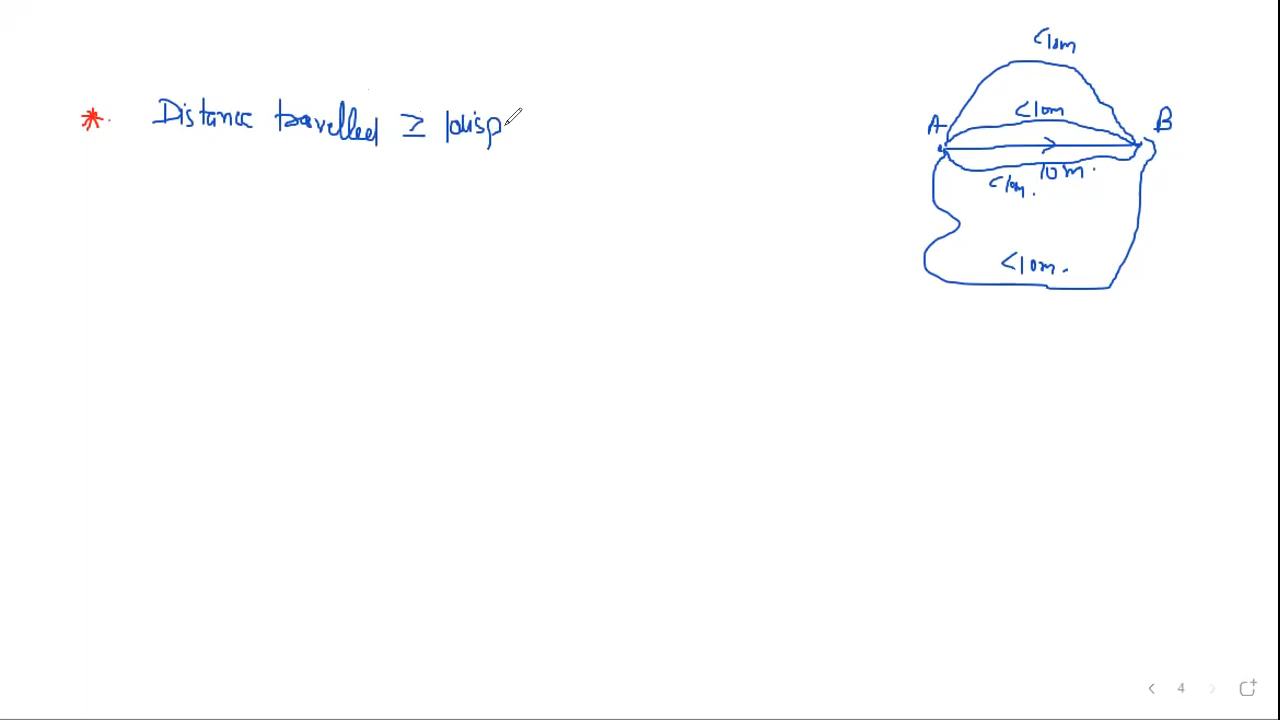 <10m
* Distance travelled ≥ |disp
<10m
A
B
10m.
<10m.
<10m.
4